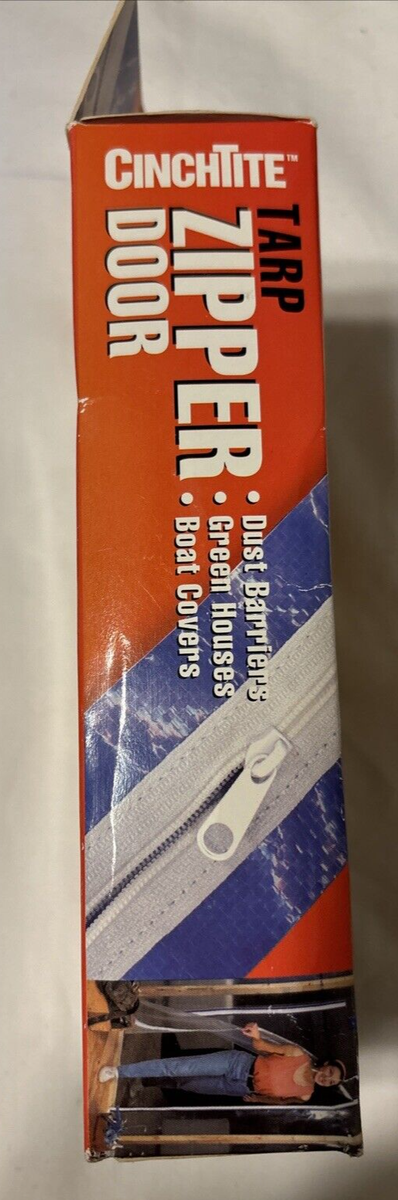 CINCHTITE™
TARP
ZIPPER
DOOR
• Dust Barriers
• Green Houses
• Boat Covers